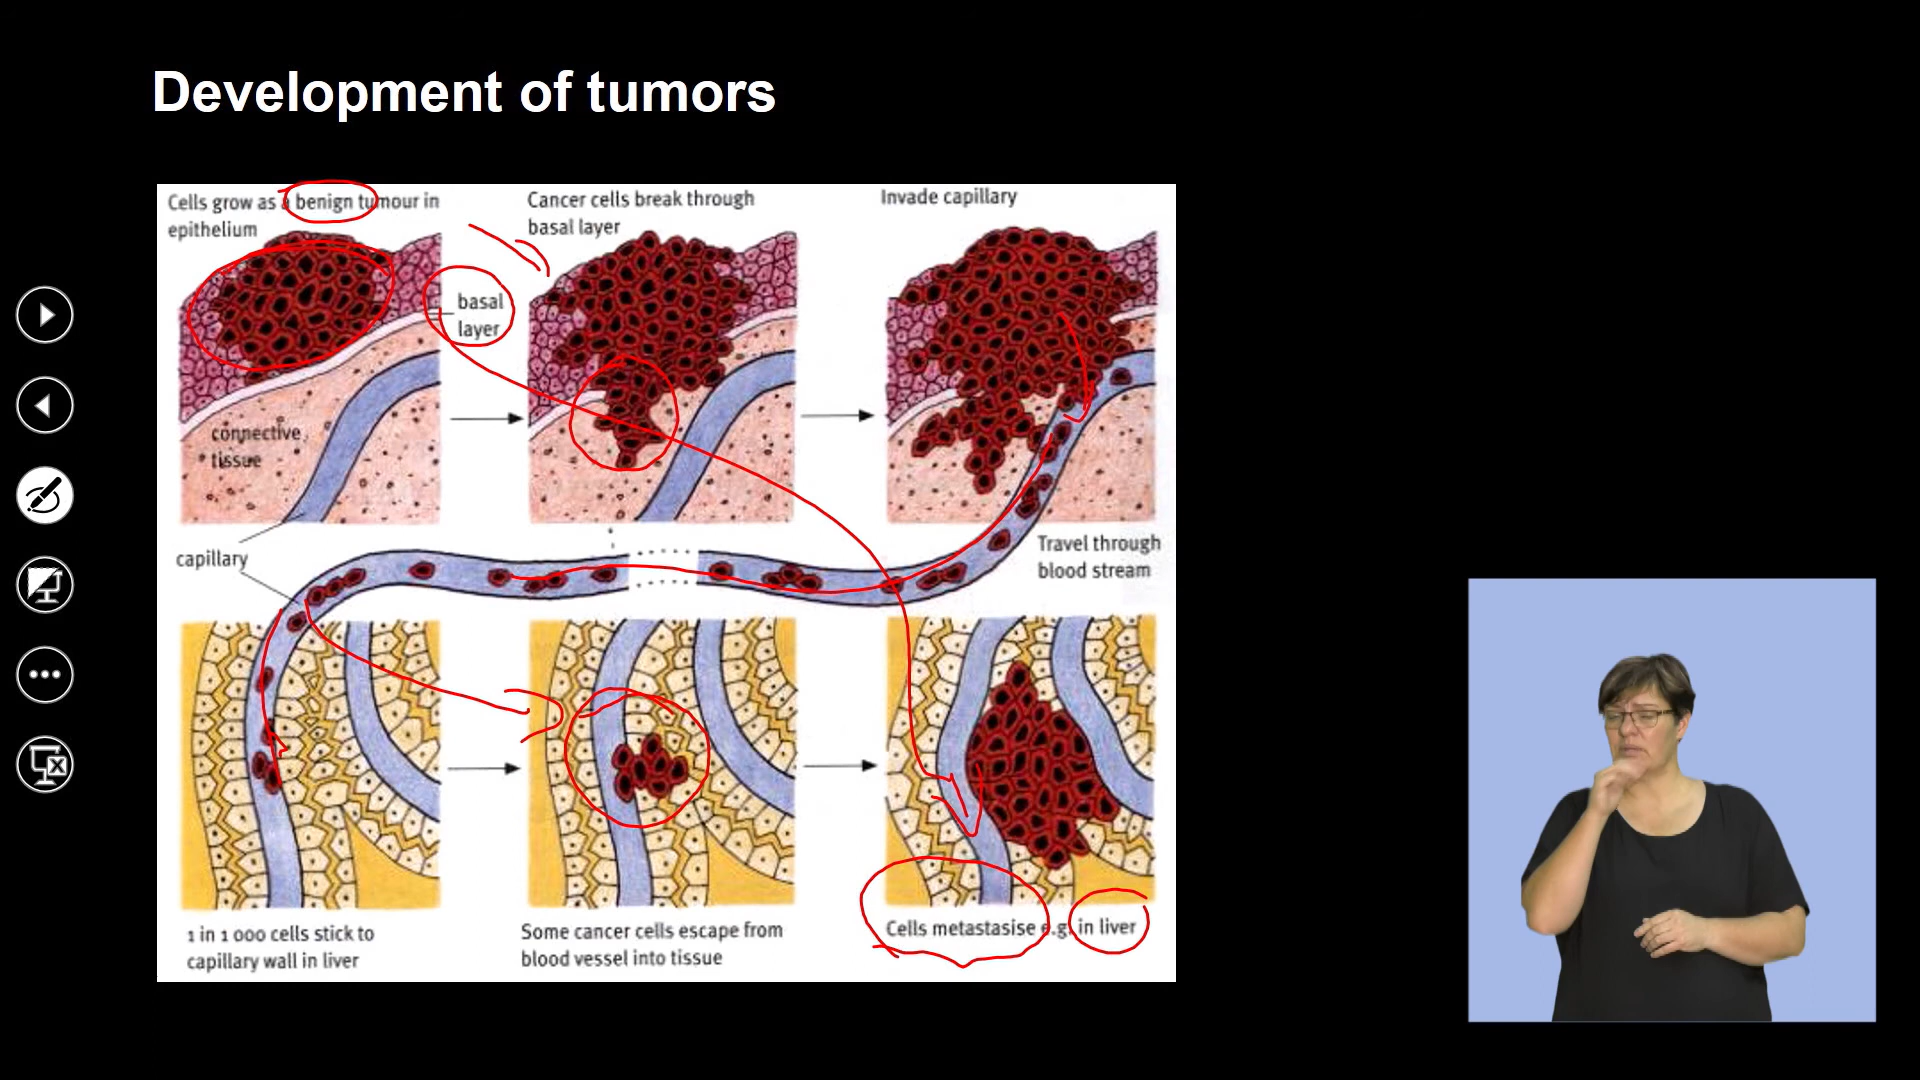 Development of tumors
Cells grow as a benign tumour in
epithelium
Cancer cells break through
basal layer
Invade capillary
basal
layer
connective
tissue
capillary
Travel through
blood stream
1 in 1 000 cells stick to
capillary wall in liver
Some cancer cells escape from
blood vessel into tissue
Cells metastasise e.g. in liver